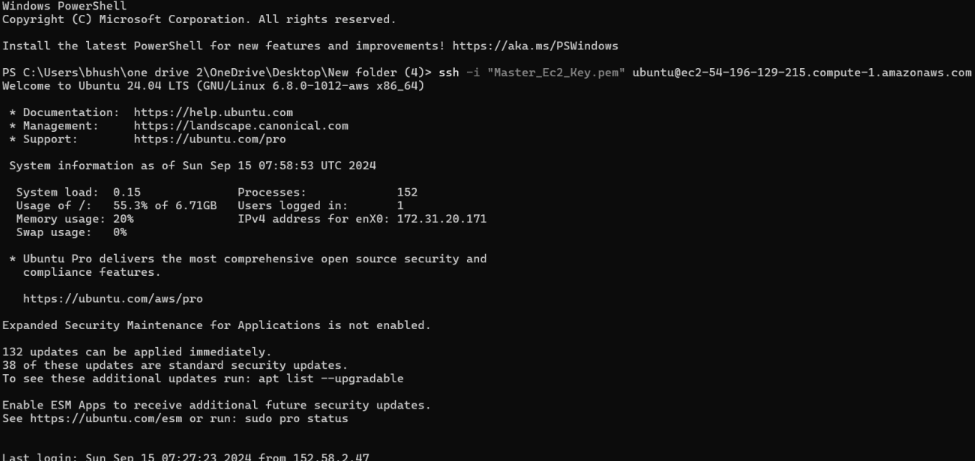 Windows PowerShell
Copyright (C) Microsoft Corporation. All rights reserved.
Install the latest PowerShell for new features and improvements! https://aka.ms/PSWindows
PS C:\Users\bhush\one drive 2\OneDrive\Desktop\New folder (4)> ssh -i "Master_Ec2_Key.pem" ubuntu@ec2-54-196-129-215.compute-1.amazonaws.com
Welcome to Ubuntu 24.04 LTS (GNU/Linux 6.8.0-1012-aws x86_64)
* Documentation:  https://help.ubuntu.com
* Management:     https://landscape.canonical.com
* Support:        https://ubuntu.com/pro
System information as of Sun Sep 15 07:58:53 UTC 2024
System load:  0.15              Processes:             152
Usage of /:   55.3% of 6.71GB   Users logged in:       1
Memory usage: 20%               IPv4 address for enX0: 172.31.20.171
Swap usage:   0%
* Ubuntu Pro delivers the most comprehensive open source security and
compliance features.
https://ubuntu.com/aws/pro
Expanded Security Maintenance for Applications is not enabled.
132 updates can be applied immediately.
38 of these updates are standard security updates.
To see these additional updates run: apt list --upgradable
Enable ESM Apps to receive additional future security updates.
See https://ubuntu.com/esm or run: sudo pro status
Last login: Sun Sep 15 07:27:23 2024 from 152.58.2.47